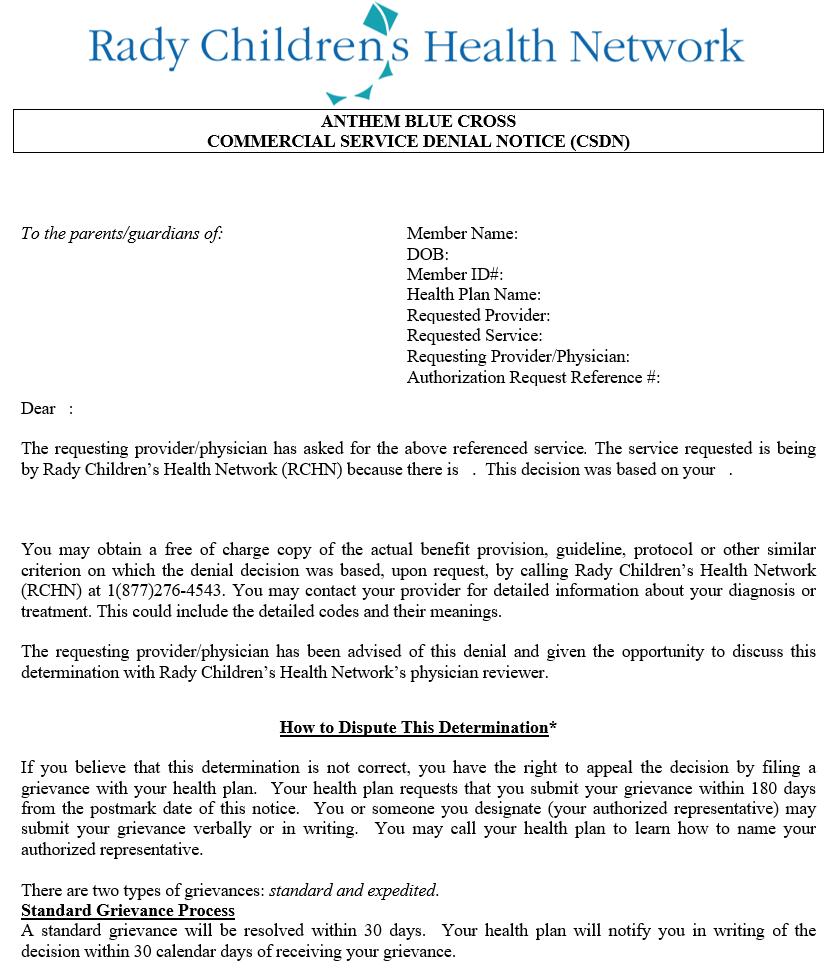 Rady Children's Health Network
ANTHEM BLUE CROSS
COMMERCIAL SERVICE DENIAL NOTICE (CSDN)
To the parents/guardians of:
Member Name:
DOB:
Member ID#:
Health Plan Name:
Requested Provider:
Requested Service:
Requesting Provider/Physician:
Authorization Request Reference #:
Dear :
The requesting provider/physician has asked for the above referenced service. The service requested is being
by Rady Children’s Health Network (RCHN) because there is . This decision was based on your .
You may obtain a free of charge copy of the actual benefit provision, guideline, protocol or other similar
criterion on which the denial decision was based, upon request, by calling Rady Children’s Health Network
(RCHN) at 1(877)276-4543. You may contact your provider for detailed information about your diagnosis or
treatment. This could include the detailed codes and their meanings.
The requesting provider/physician has been advised of this denial and given the opportunity to discuss this
determination with Rady Children’s Health Network’s physician reviewer.
How to Dispute This Determination*
If you believe that this determination is not correct, you have the right to appeal the decision by filing a
grievance with your health plan. Your health plan requests that you submit your grievance within 180 days
from the postmark date of this notice. You or someone you designate (your authorized representative) may
submit your grievance verbally or in writing. You may call your health plan to learn how to name your
authorized representative.
There are two types of grievances: standard and expedited.
Standard Grievance Process
A standard grievance will be resolved within 30 days. Your health plan will notify you in writing of the
decision within 30 calendar days of receiving your grievance.